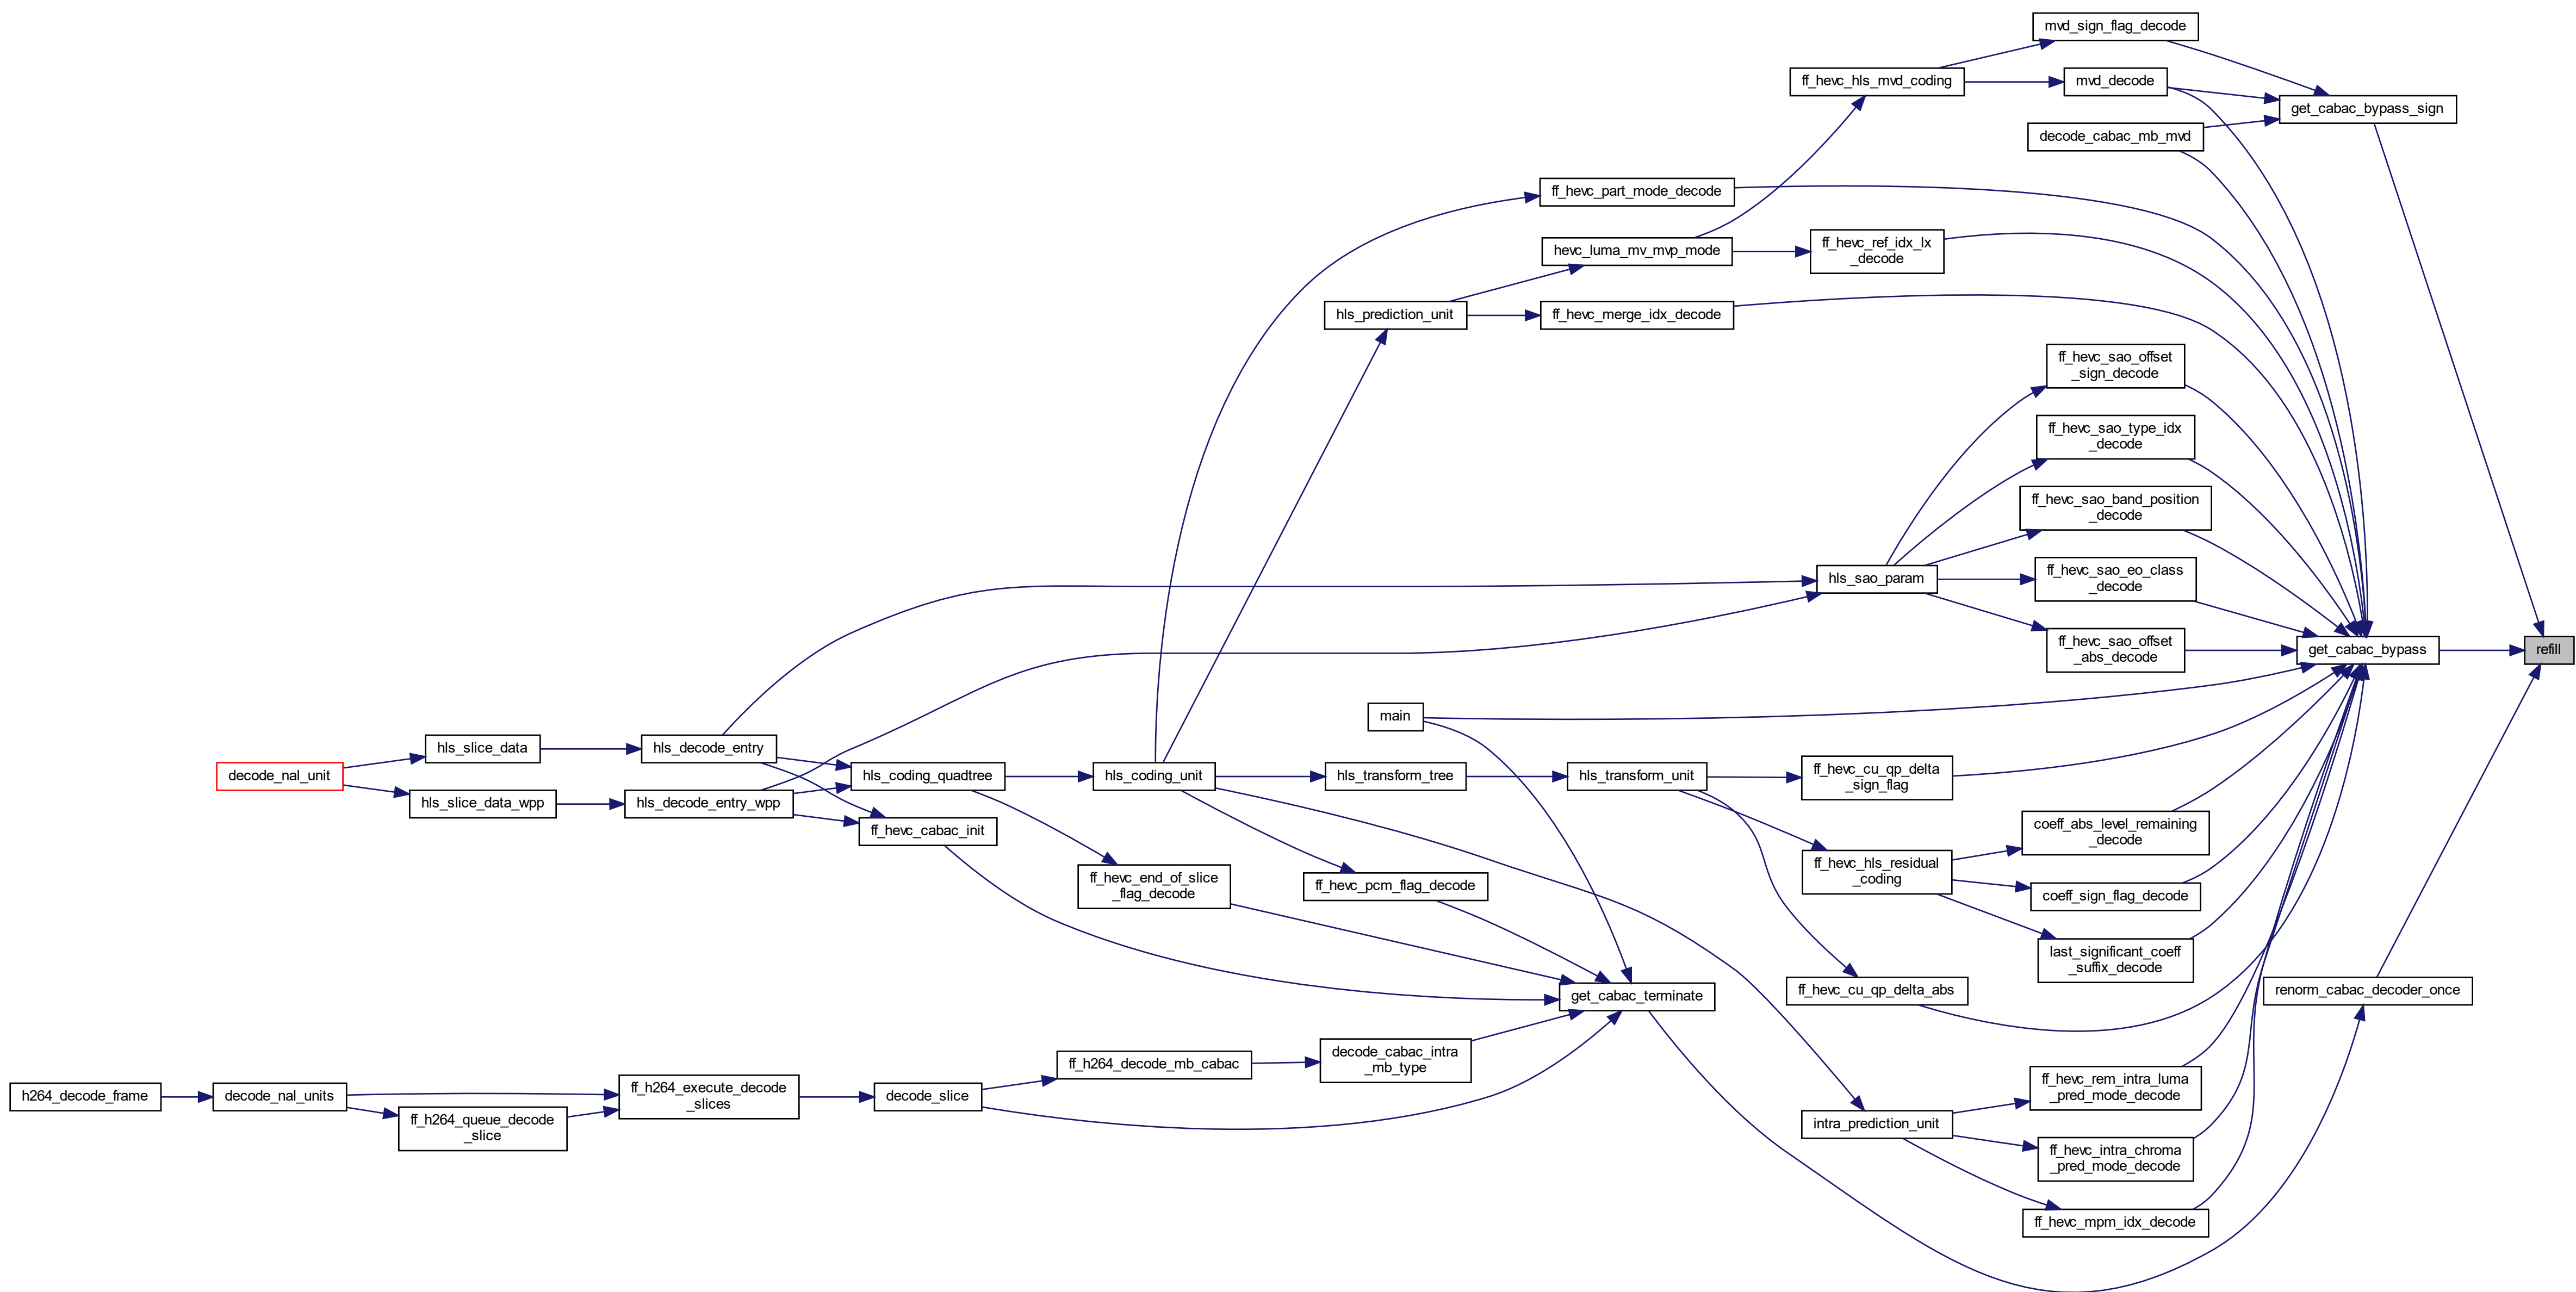 mvd_sign_flag_decode
ff_hevc_hls_mvd_coding
mvd_decode
get_cabac_bypass_sign
decode_cabac_mb_mvd
ff_hevc_part_mode_decode
hevc_luma_mv_mvp_mode
ff_hevc_ref_idx_lx
_decode
hls_prediction_unit
ff_hevc_merge_idx_decode
ff_hevc_sao_offset
_sign_decode
ff_hevc_sao_type_idx
_decode
ff_hevc_sao_band_position
_decode
hls_sao_param
ff_hevc_sao_eo_class
_decode
ff_hevc_sao_offset
_abs_decode
get_cabac_bypass
refill
main
decode_nal_unit
hls_slice_data
hls_decode_entry
hls_slice_data_wpp
hls_decode_entry_wpp
hls_coding_quadtree
ff_hevc_cabac_init
hls_coding_unit
hls_transform_tree
hls_transform_unit
ff_hevc_cu_qp_delta
_sign_flag
coeff_abs_level_remaining
_decode
ff_hevc_hls_residual
_coding
coeff_sign_flag_decode
ff_hevc_end_of_slice
_flag_decode
ff_hevc_pcm_flag_decode
last_significant_coeff
_suffix_decode
ff_hevc_cu_qp_delta_abs
get_cabac_terminate
renorm_cabac_decoder_once
h264_decode_frame
decode_nal_units
ff_h264_queue_decode
_slice
ff_h264_execute_decode
_slices
decode_slice
ff_h264_decode_mb_cabac
decode_cabac_intra
_mb_type
intra_prediction_unit
ff_hevc_rem_intra_luma
_pred_mode_decode
ff_hevc_intra_chroma
_pred_mode_decode
ff_hevc_mpm_idx_decode